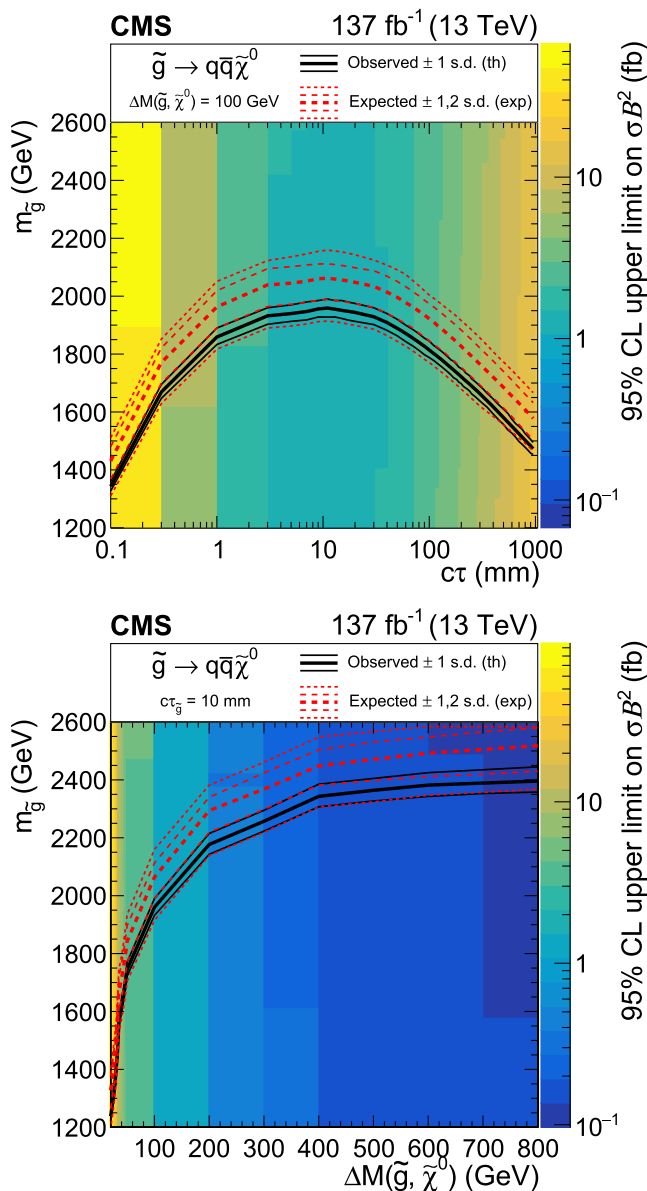 CMS 137 fb⁻¹ (13 TeV)
g̃ → qq̅χ̃⁰ Observed ± 1 s.d. (th)
ΔM(g̃, χ̃⁰) = 100 GeV Expected ± 1,2 s.d. (exp)
m_g̃ (GeV)
2600
2400
2200
2000
1800
1600
1400
1200
0.1 1 10 100 1000
cτ (mm)
10
1
10⁻¹
95% CL upper limit on σB² (fb)
CMS 137 fb⁻¹ (13 TeV)
g̃ → qq̅χ̃⁰ Observed ± 1 s.d. (th)
cτ_g̃ = 10 mm Expected ± 1,2 s.d. (exp)
m_g̃ (GeV)
2600
2400
2200
2000
1800
1600
1400
1200
100 200 300 400 500 600 700 800
ΔM(g̃, χ̃⁰) (GeV)
10
1
10⁻¹
95% CL upper limit on σB² (fb)